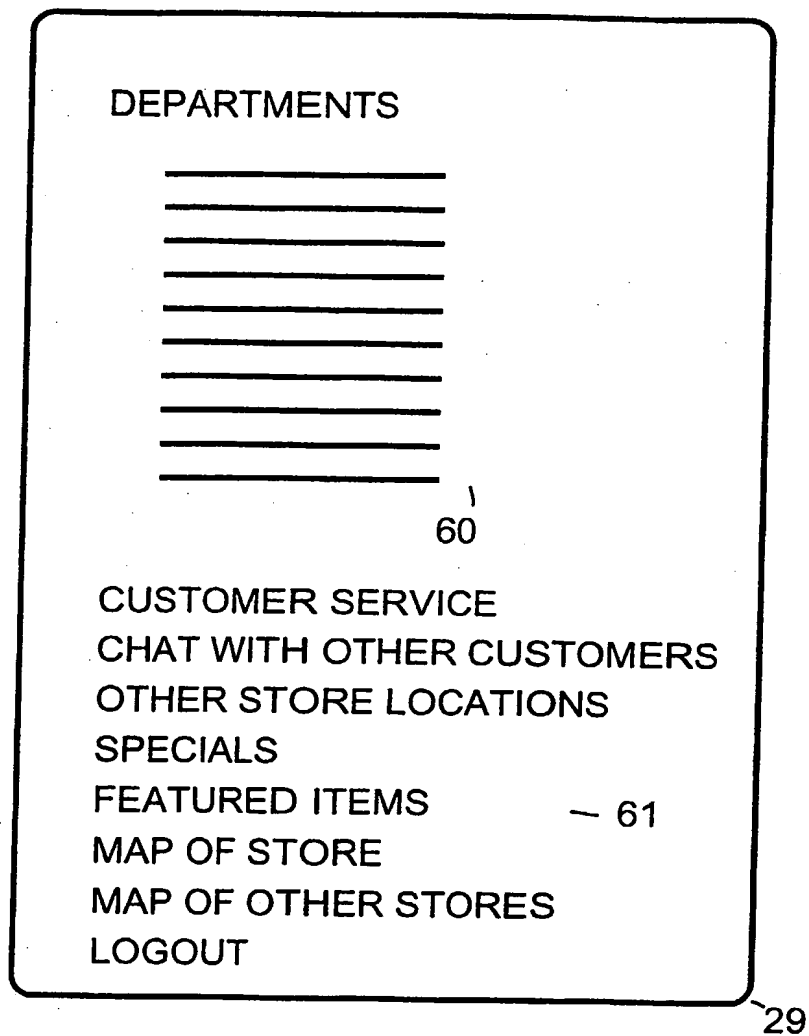 DEPARTMENTS
60
CUSTOMER SERVICE
CHAT WITH OTHER CUSTOMERS
OTHER STORE LOCATIONS
SPECIALS
FEATURED ITEMS 61
MAP OF STORE
MAP OF OTHER STORES
LOGOUT
29